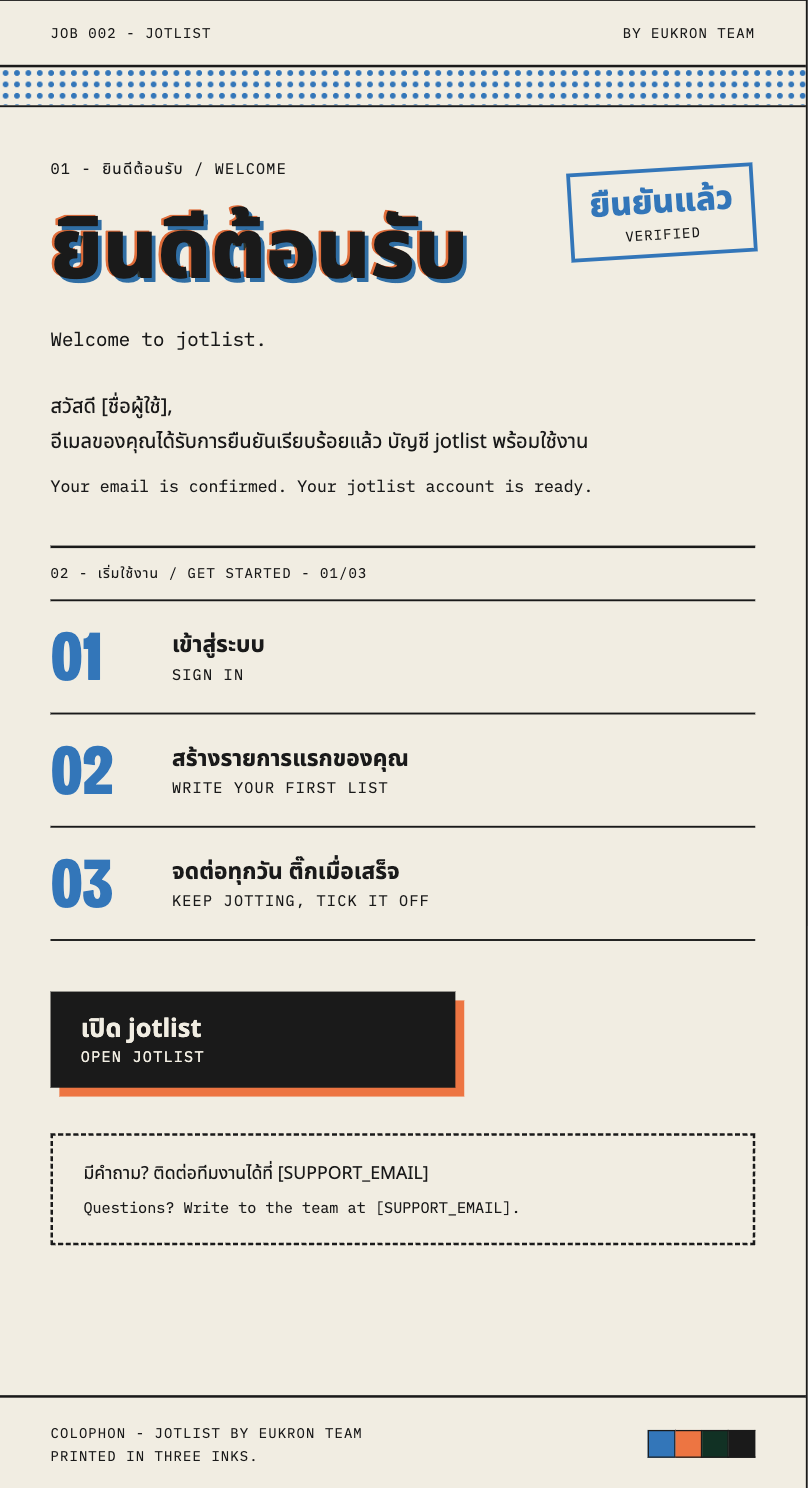 JOB 002 - JOTLIST
BY EUKRON TEAM
01 - ยินดีต้อนรับ / WELCOME
ยินดีต้อนรับ
ยืนยันแล้ว
VERIFIED
Welcome to jotlist.
สวัสดี [ชื่อผู้ใช้],
อีเมลของคุณได้รับการยืนยันเรียบร้อยแล้ว บัญชี jotlist พร้อมใช้งาน
Your email is confirmed. Your jotlist account is ready.
02 - เริ่มใช้งาน / GET STARTED - 01/03
01
เข้าสู่ระบบ
SIGN IN
02
สร้างรายการแรกของคุณ
WRITE YOUR FIRST LIST
03
จดต่อทุกวัน ติ๊กเมื่อเสร็จ
KEEP JOTTING, TICK IT OFF
เปิด jotlist
OPEN JOTLIST
มีคำถาม? ติดต่อทีมงานได้ที่ [SUPPORT_EMAIL]
Questions? Write to the team at [SUPPORT_EMAIL].
COLOPHON - JOTLIST BY EUKRON TEAM
PRINTED IN THREE INKS.